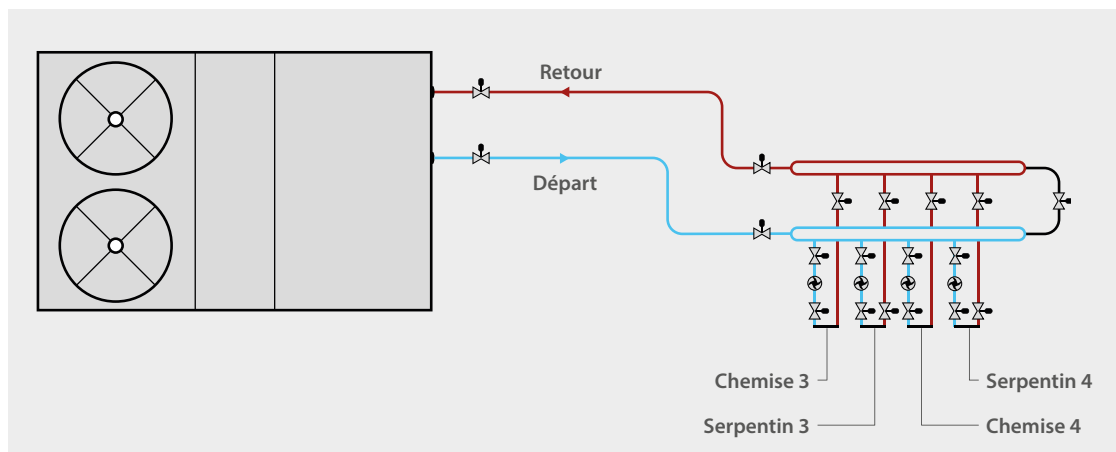 Retour
Départ
Chemise 3
Serpentin 4
Serpentin 3
Chemise 4